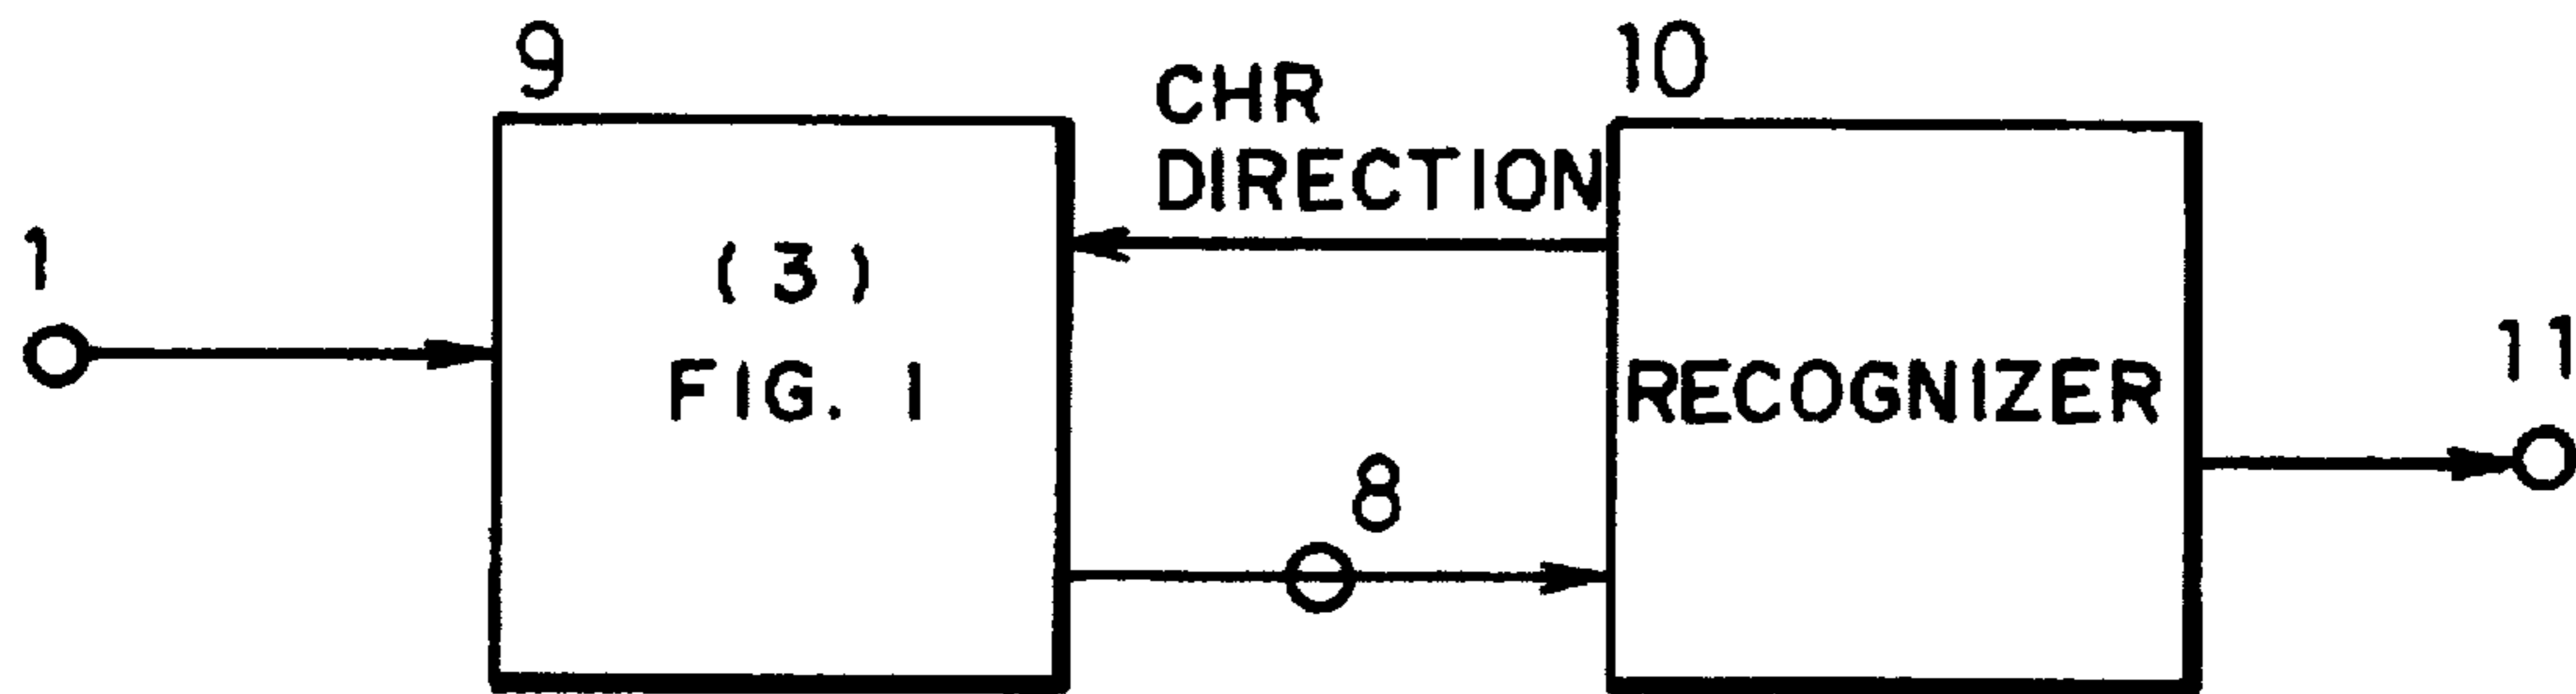 9
CHR
10
DIRECTION
1
(3)
FIG. 1
RECOGNIZER
11
8